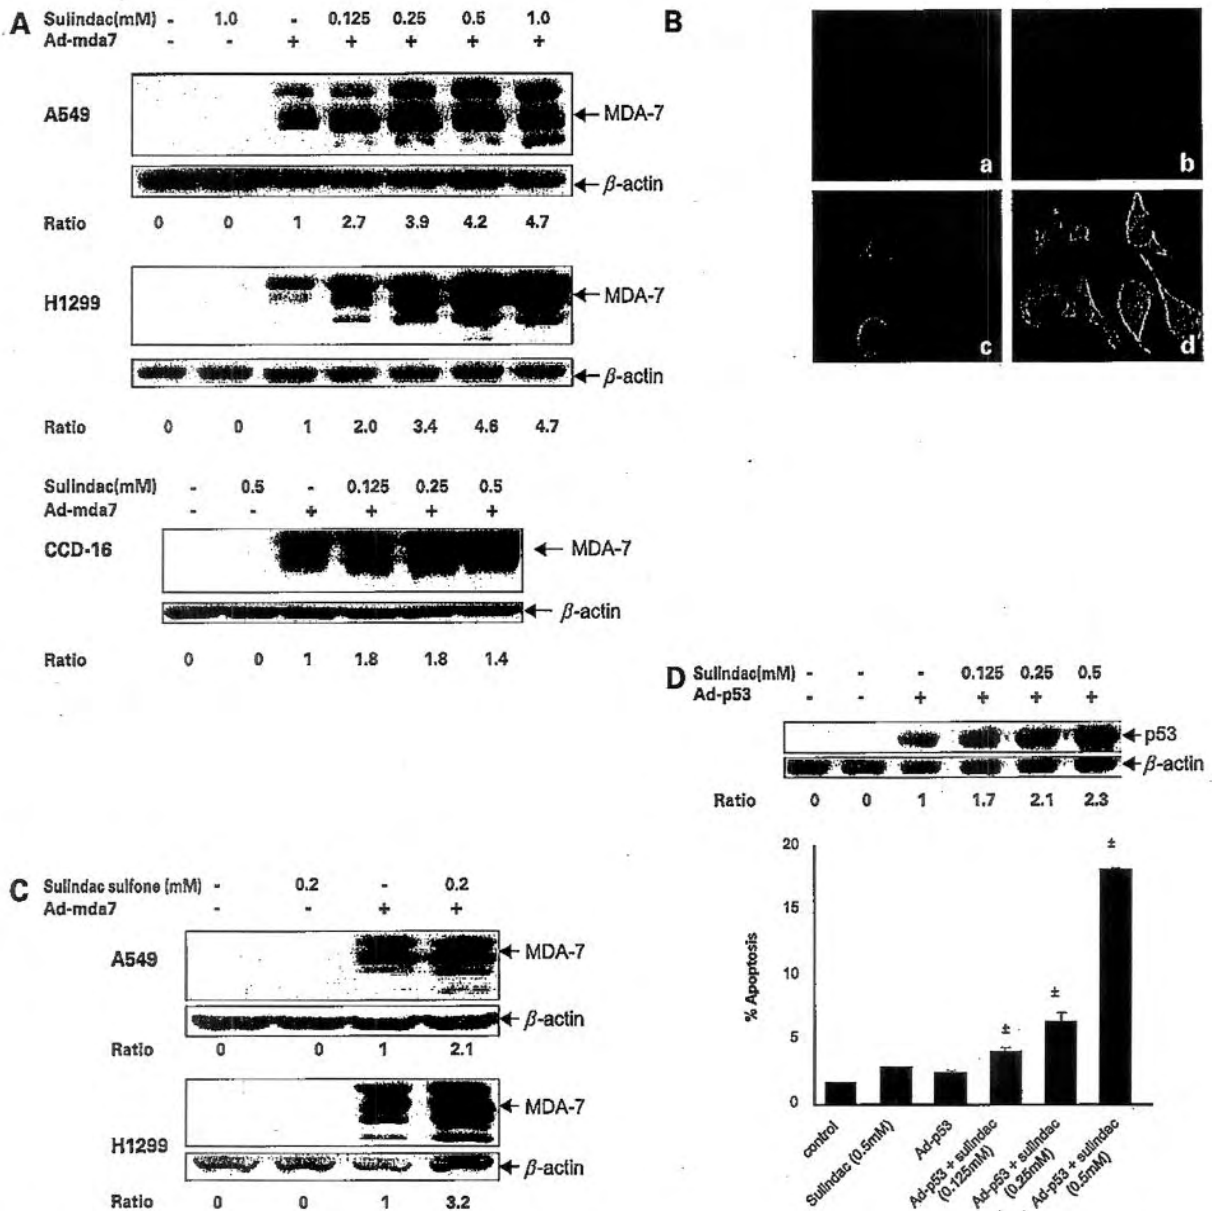 A
Sulindac(mM) - 1.0 - 0.125 0.25 0.5 1.0
Ad-mda7 - - + + + + +
A549
MDA-7
β-actin
Ratio 0 0 1 2.7 3.9 4.2 4.7
H1299
MDA-7
β-actin
Ratio 0 0 1 2.0 3.4 4.6 4.7
Sulindac(mM) - 0.5 - 0.125 0.25 0.5
Ad-mda7 - - + + + +
CCD-16
MDA-7
β-actin
Ratio 0 0 1 1.8 1.8 1.4
B
a
b
c
d
C
Sulindac sulfone (mM) - 0.2 - 0.2
Ad-mda7 - - + +
A549
MDA-7
β-actin
Ratio 0 0 1 2.1
H1299
MDA-7
β-actin
Ratio 0 0 1 3.2
D
Sulindac(mM) - - - 0.125 0.25 0.5
Ad-p53 - - + + + +
p53
β-actin
Ratio 0 0 1 1.7 2.1 2.3
% Apoptosis
20
15
10
5
0
±
±
±
control
Sulindac (0.5mM)
Ad-p53
Ad-p53 + sulindac
(0.125mM)
Ad-p53 + sulindac
(0.25mM)
Ad-p53 + sulindac
(0.5mM)